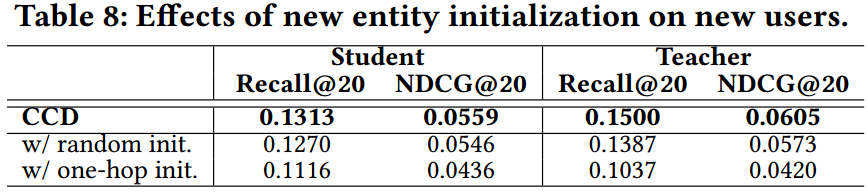 Table 8: Effects of new entity initialization on new users.
Student Teacher
Recall@20 NDCG@20 Recall@20 NDCG@20
CCD 0.1313 0.0559 0.1500 0.0605
w/ random init. 0.1270 0.0546 0.1387 0.0573
w/ one-hop init. 0.1116 0.0436 0.1037 0.0420